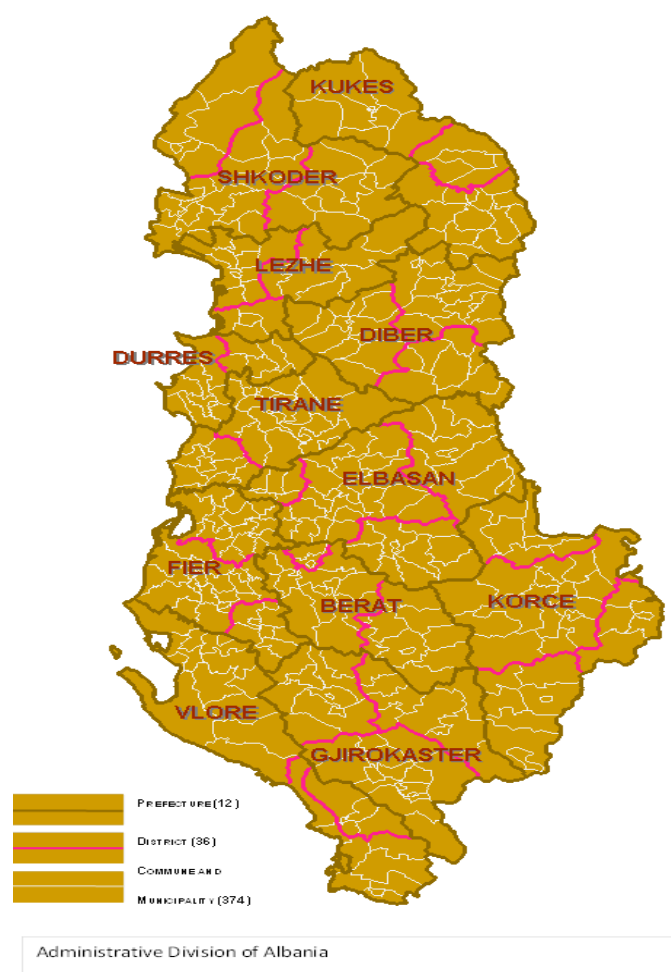 KUKES
SHKODER
LEZHE
DIBER
DURRES
TIRANE
ELBASAN
FIER
BERAT
KORCE
VLORE
GJIROKASTER
PREFECTURE (12)
DISTRICT (36)
COMMUNE AND
MUNICIPALITY (374)
Administrative Division of Albania